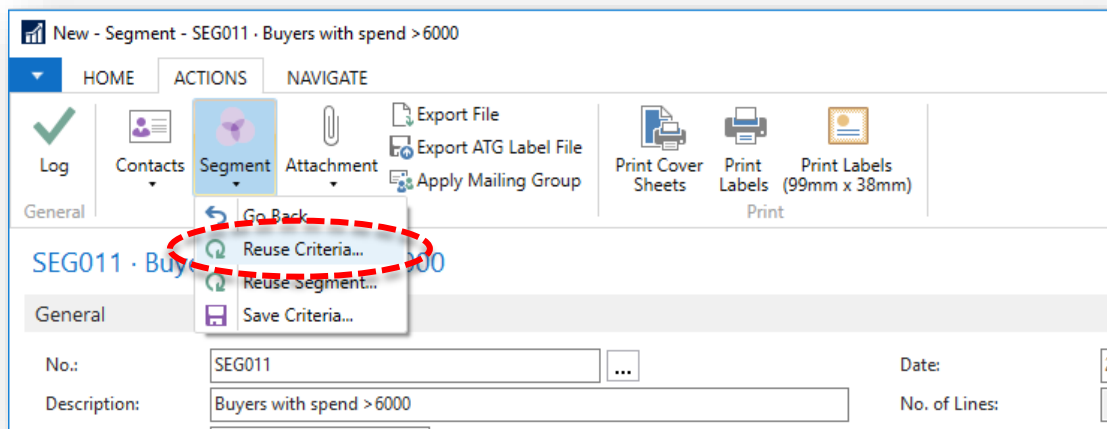 New - Segment - SEG011 · Buyers with spend >6000
HOME ACTIONS NAVIGATE
Log
Contacts
Segment
Attachment
Export File
Export ATG Label File
Apply Mailing Group
Print Cover
Sheets
Print
Labels
Print Labels
(99mm x 38mm)
General
Print
Go Back
Reuse Criteria...
Reuse Segment...
Save Criteria...
SEG011 · Buy 000
General
No.: SEG011 ... Date:
Description: Buyers with spend >6000 No. of Lines: